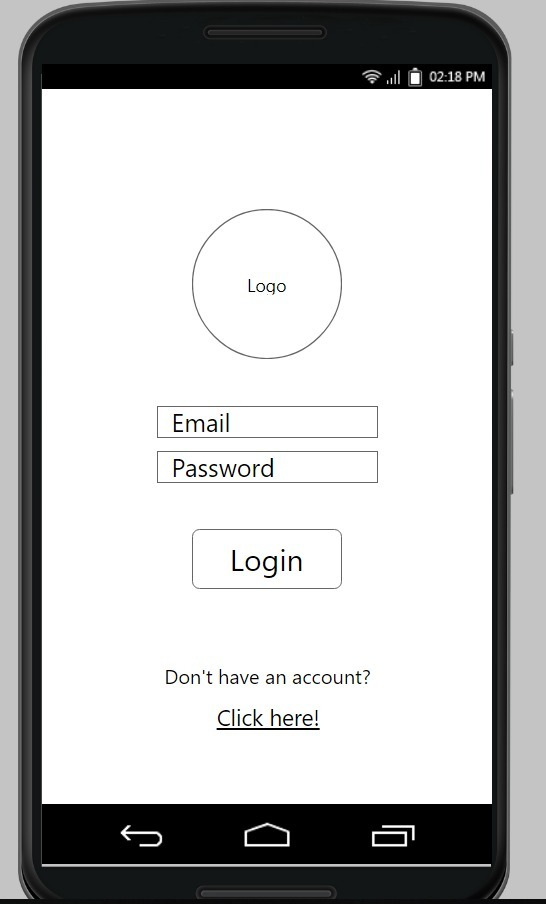 02:18 PM
Logo
Email
Password
Login
Don't have an account?
Click here!